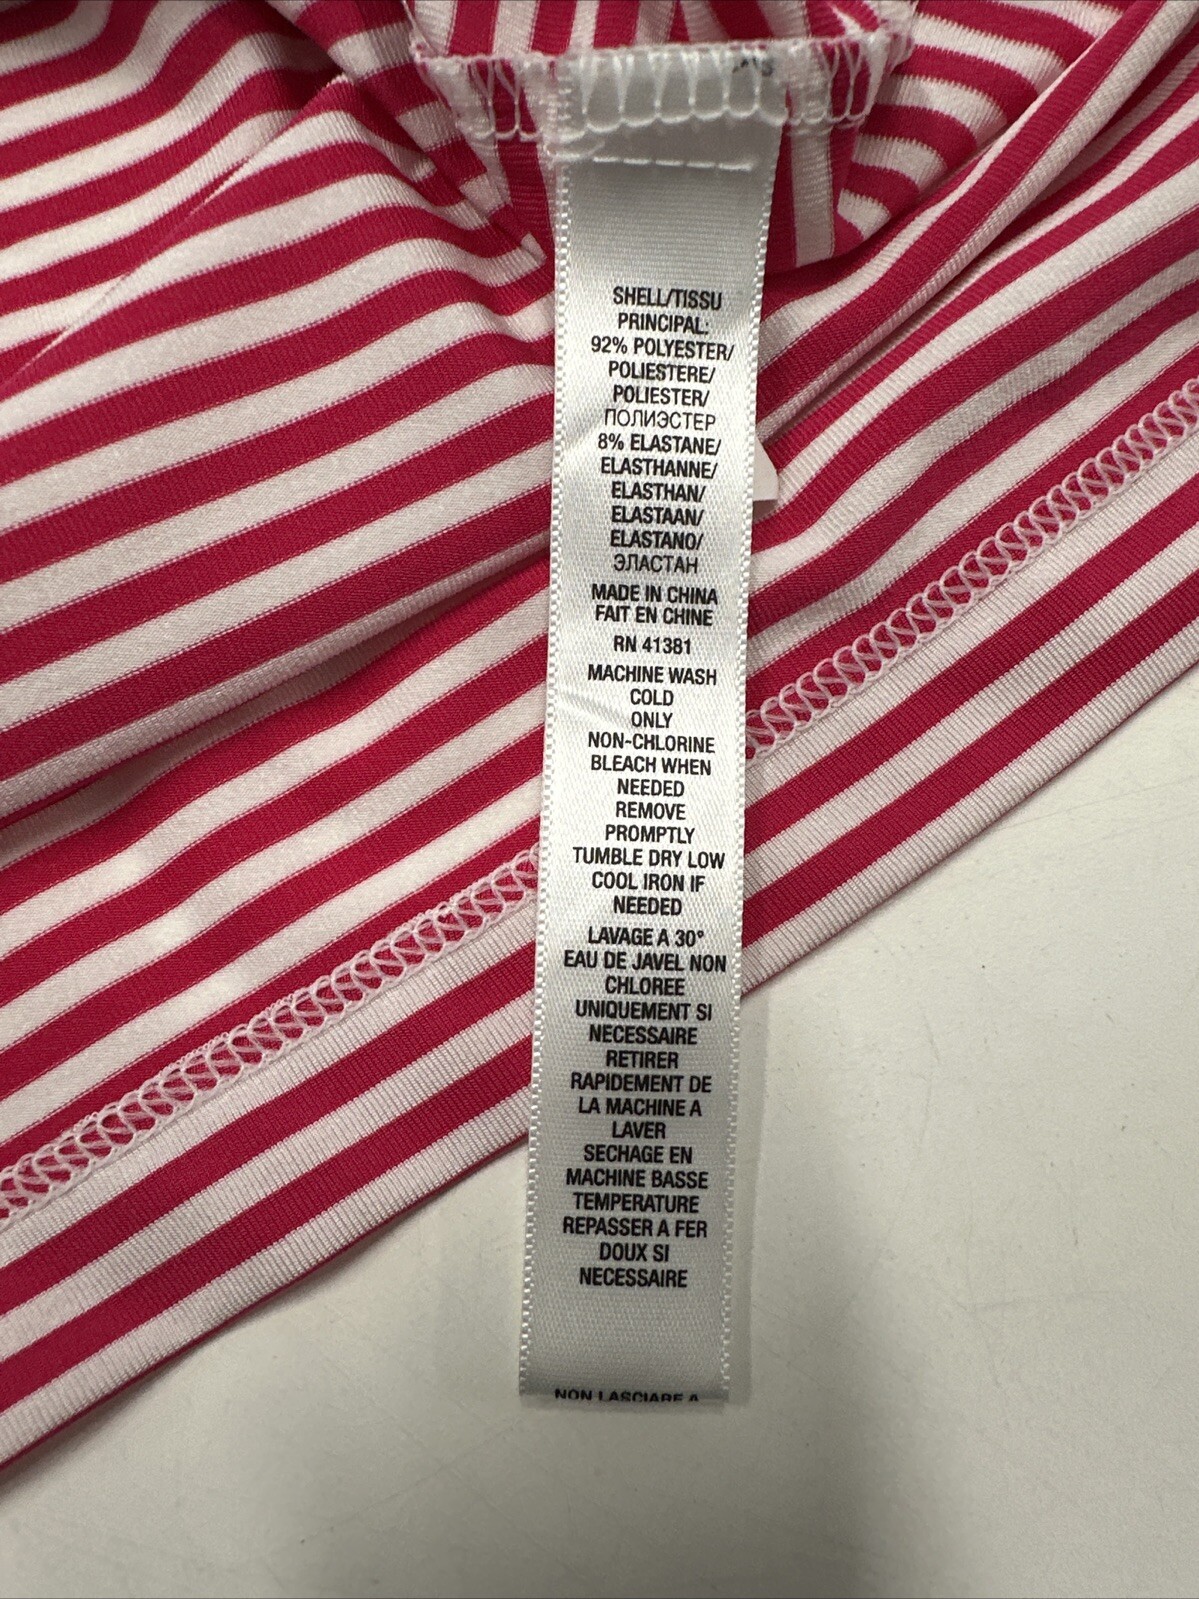 SHELL/TISSU
PRINCIPAL:
92% POLYESTER/
POLIESTERE/
POLIESTER/
ПОЛИЭСТЕР
8% ELASTANE/
ELASTHANNE/
ELASTHAN/
ELASTAAN/
ELASTANO/
ЭЛАСТАН
MADE IN CHINA
FAIT EN CHINE
RN 41381
MACHINE WASH
COLD
ONLY
NON-CHLORINE
BLEACH WHEN
NEEDED
REMOVE
PROMPTLY
TUMBLE DRY LOW
COOL IRON IF
NEEDED
LAVAGE A 30°
EAU DE JAVEL NON
CHLOREE
UNIQUEMENT SI
NECESSAIRE
RETIRER
RAPIDEMENT DE
LA MACHINE A
LAVER
SECHAGE EN
MACHINE BASSE
TEMPERATURE
REPASSER A FER
DOUX SI
NECESSAIRE
NON LASCIARE A